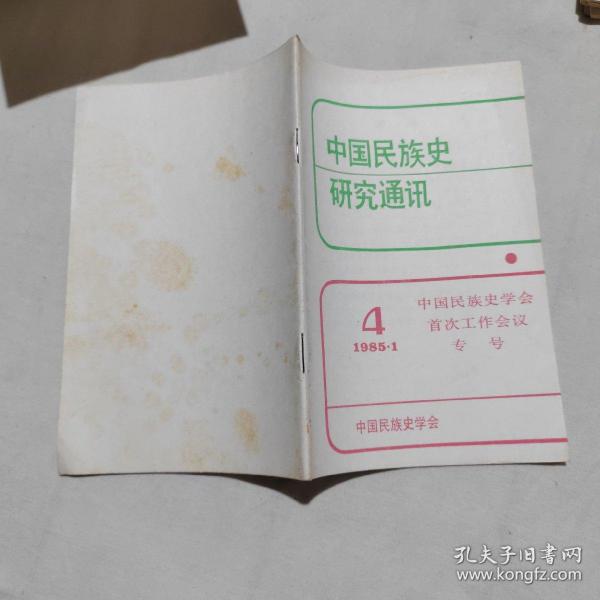 中国民族史
研究通讯
4
1985·1
中国民族史学会
首次工作会议
专号
中国民族史学会
孔夫子旧书网
www.kongfz.com